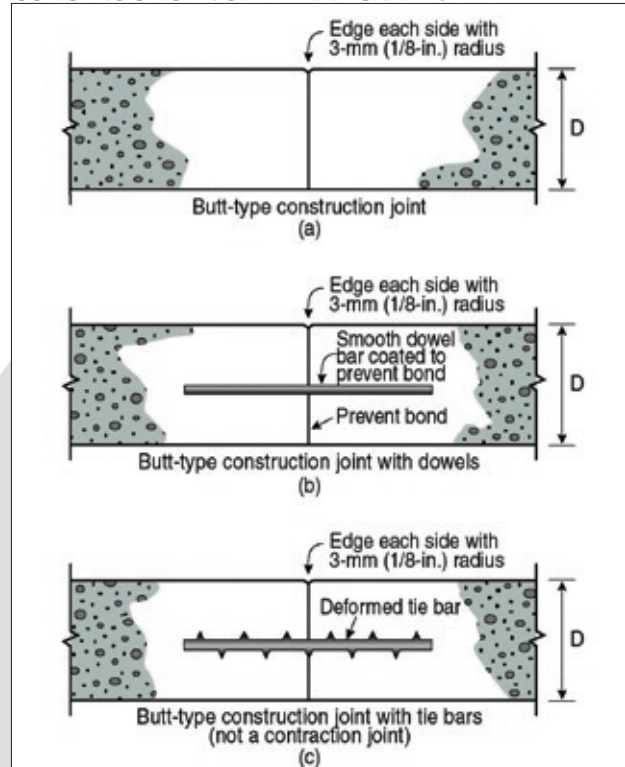 Edge each side with
3-mm (1/8-in.) radius
D
Butt-type construction joint
(a)
Edge each side with
3-mm (1/8-in.) radius
Smooth dowel
bar coated to
prevent bond
D
Prevent bond
Butt-type construction joint with dowels
(b)
Edge each side with
3-mm (1/8-in.) radius
Deformed tie bar
D
Butt-type construction joint with tie bars
(not a contraction joint)
(c)